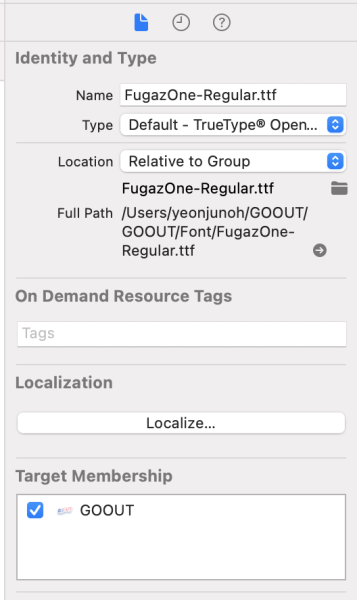 Identity and Type
Name FugazOne-Regular.ttf
Type Default - TrueType® Open...
Location Relative to Group
FugazOne-Regular.ttf
Full Path /Users/yeonjunoh/GOOUT/
GOOUT/Font/FugazOne-
Regular.ttf
On Demand Resource Tags
Tags
Localization
Localize...
Target Membership
GOOUT